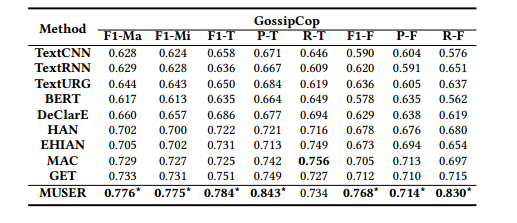 Method GossipCop
F1-Ma F1-Mi F1-T P-T R-T F1-F P-F R-F
TextCNN 0.628 0.624 0.658 0.671 0.646 0.590 0.604 0.576
TextRNN 0.629 0.628 0.636 0.667 0.609 0.620 0.591 0.651
TextURG 0.644 0.643 0.650 0.684 0.619 0.636 0.605 0.637
BERT 0.617 0.613 0.635 0.664 0.649 0.578 0.635 0.562
DeClarE 0.660 0.657 0.686 0.677 0.694 0.629 0.638 0.619
HAN 0.702 0.700 0.722 0.721 0.716 0.678 0.676 0.680
EHIAN 0.705 0.702 0.731 0.713 0.749 0.673 0.694 0.654
MAC 0.729 0.727 0.725 0.742 0.756 0.705 0.713 0.697
GET 0.733 0.731 0.751 0.749 0.727 0.712 0.710 0.715
MUSER 0.776* 0.775* 0.784* 0.843* 0.734 0.768* 0.714* 0.830*